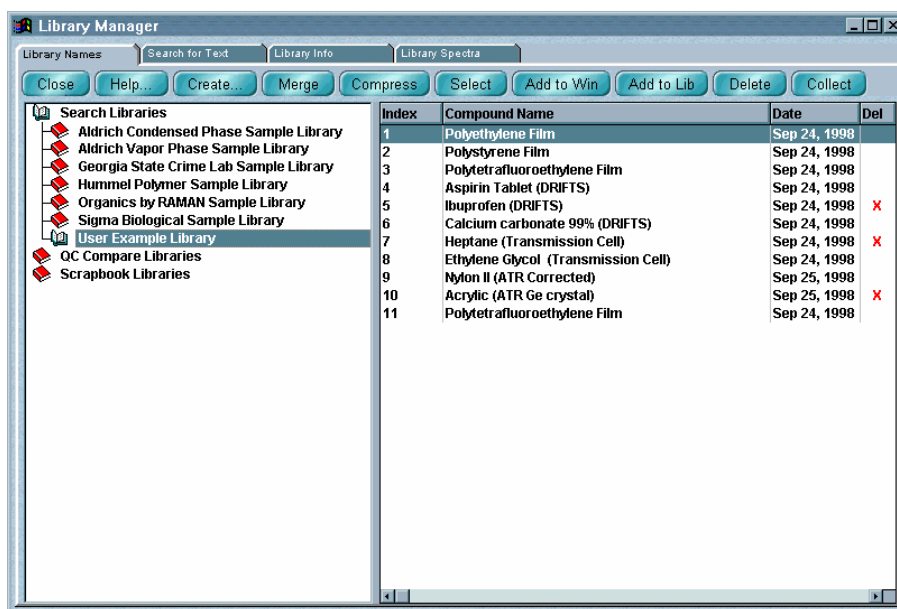 Library Manager
Library Names Search for Text Library Info Library Spectra
Close Help... Create... Merge Compress Select Add to Win Add to Lib Delete Collect
Search Libraries
Aldrich Condensed Phase Sample Library
Aldrich Vapor Phase Sample Library
Georgia State Crime Lab Sample Library
Hummel Polymer Sample Library
Organics by RAMAN Sample Library
Sigma Biological Sample Library
User Example Library
QC Compare Libraries
Scrapbook Libraries
Index Compound Name Date Del
1 Polyethylene Film Sep 24, 1998
2 Polystyrene Film Sep 24, 1998
3 Polytetrafluoroethylene Film Sep 24, 1998
4 Aspirin Tablet (DRIFTS) Sep 24, 1998
5 Ibuprofen (DRIFTS) Sep 24, 1998 X
6 Calcium carbonate 99% (DRIFTS) Sep 24, 1998
7 Heptane (Transmission Cell) Sep 24, 1998 X
8 Ethylene Glycol (Transmission Cell) Sep 24, 1998
9 Nylon II (ATR Corrected) Sep 25, 1998
10 Acrylic (ATR Ge crystal) Sep 25, 1998 X
11 Polytetrafluoroethylene Film Sep 24, 1998